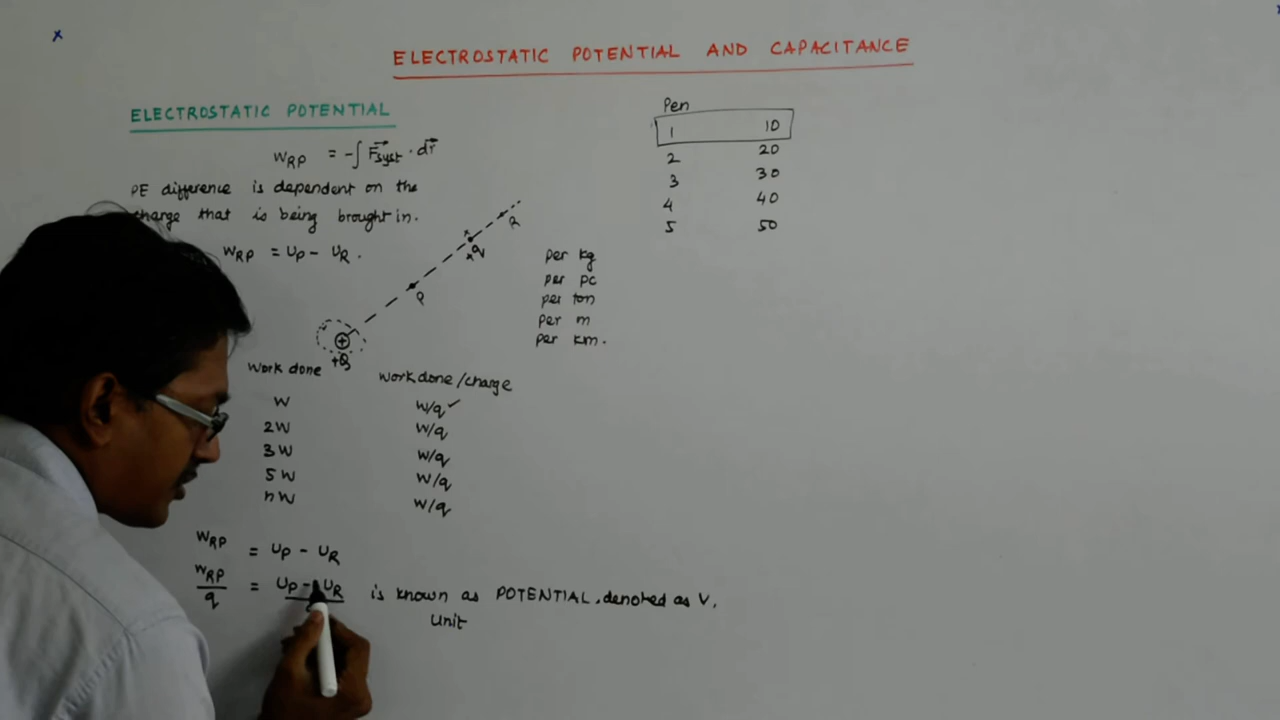 ELECTROSTATIC POTENTIAL AND CAPACITANCE
ELECTROSTATIC POTENTIAL
W_RP = -∫ F_syst · dr
PE difference is dependent on the
charge that is being brought in.
W_RP = U_P - U_R .
R
+q
P
+
+Q
Pen
1 10
2 20
3 30
4 40
5 50
per kg
per pc
per ton
per m
per km.
Work done Work done/charge
W W/q ✓
2W W/q
3W W/q
5W W/q
nW W/q
W_RP = U_P - U_R
W_RP/q = U_P - U_R is known as POTENTIAL, denoted as V.
Unit